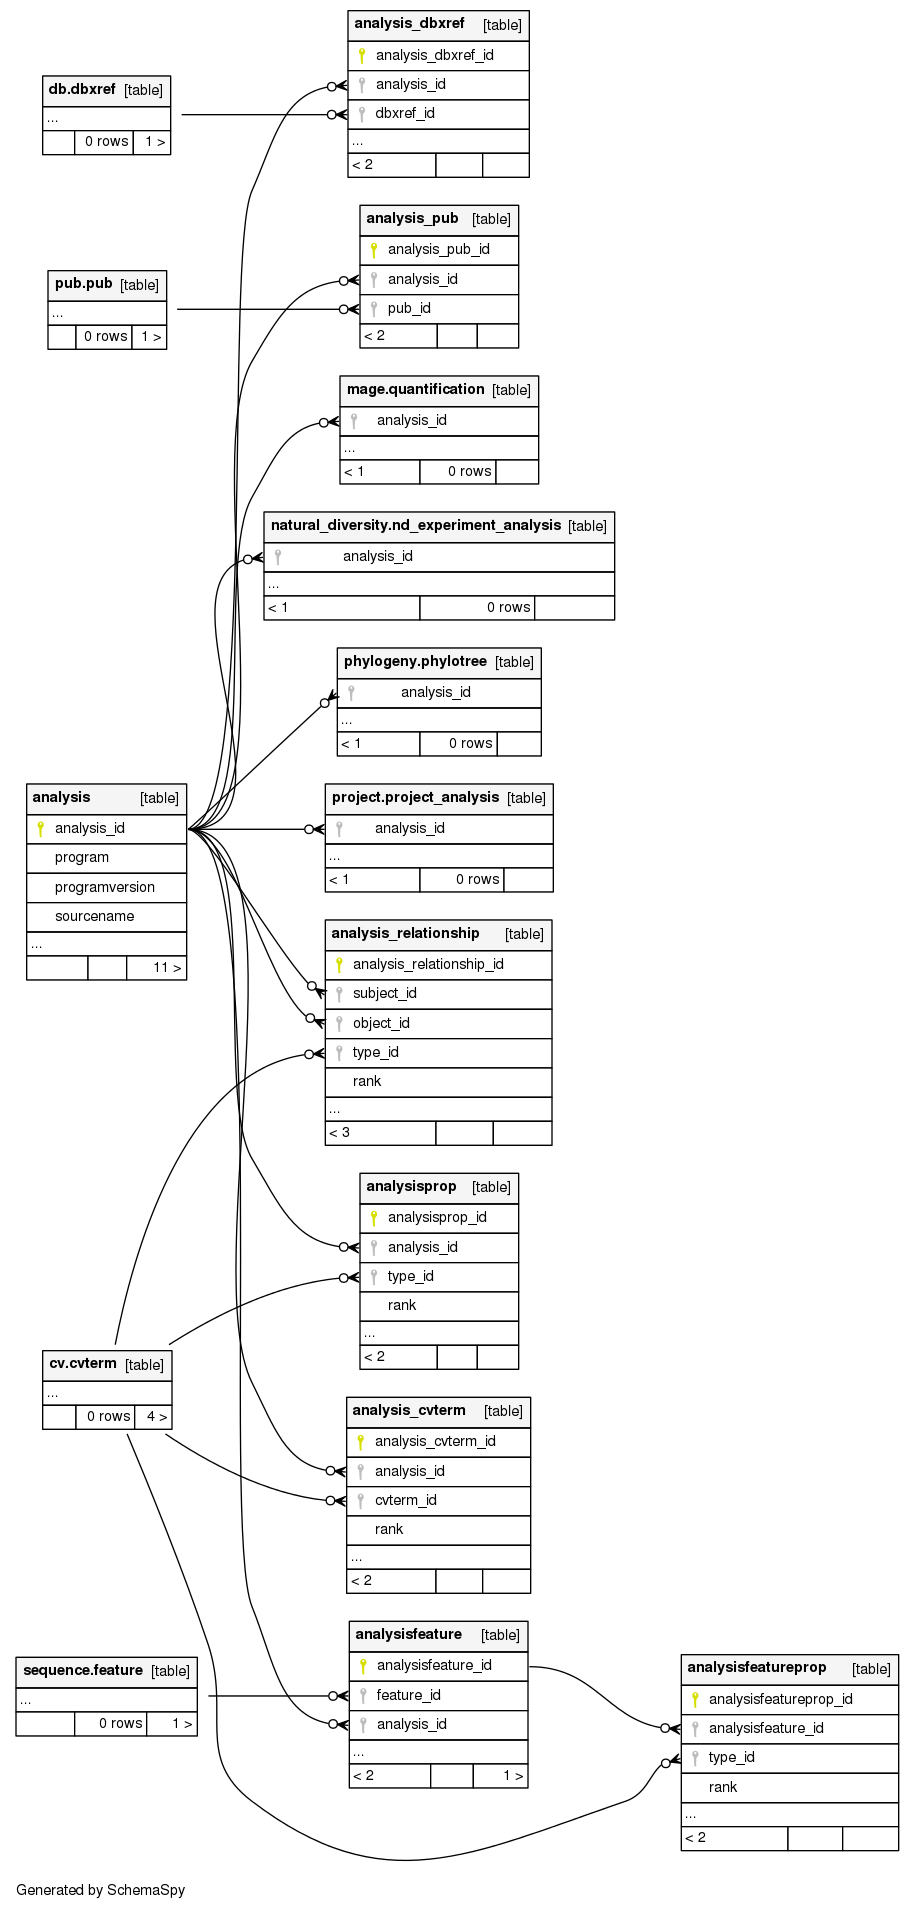 analysis_dbxref [table]
analysis_dbxref_id
analysis_id
dbxref_id
...
< 2
db.dbxref [table]
...
0 rows 1 >
analysis_pub [table]
analysis_pub_id
analysis_id
pub_id
< 2
pub.pub [table]
...
0 rows 1 >
mage.quantification [table]
analysis_id
...
< 1 0 rows
natural_diversity.nd_experiment_analysis [table]
analysis_id
...
< 1 0 rows
phylogeny.phylotree [table]
analysis_id
...
< 1 0 rows
analysis [table]
analysis_id
program
programversion
sourcename
...
11 >
project.project_analysis [table]
analysis_id
...
< 1 0 rows
analysis_relationship [table]
analysis_relationship_id
subject_id
object_id
type_id
rank
...
< 3
analysisprop [table]
analysisprop_id
analysis_id
type_id
rank
...
< 2
cv.cvterm [table]
...
0 rows 4 >
analysis_cvterm [table]
analysis_cvterm_id
analysis_id
cvterm_id
rank
...
< 2
analysisfeature [table]
analysisfeature_id
feature_id
analysis_id
...
< 2 1 >
sequence.feature [table]
...
0 rows 1 >
analysisfeatureprop [table]
analysisfeatureprop_id
analysisfeature_id
type_id
rank
...
< 2
Generated by SchemaSpy